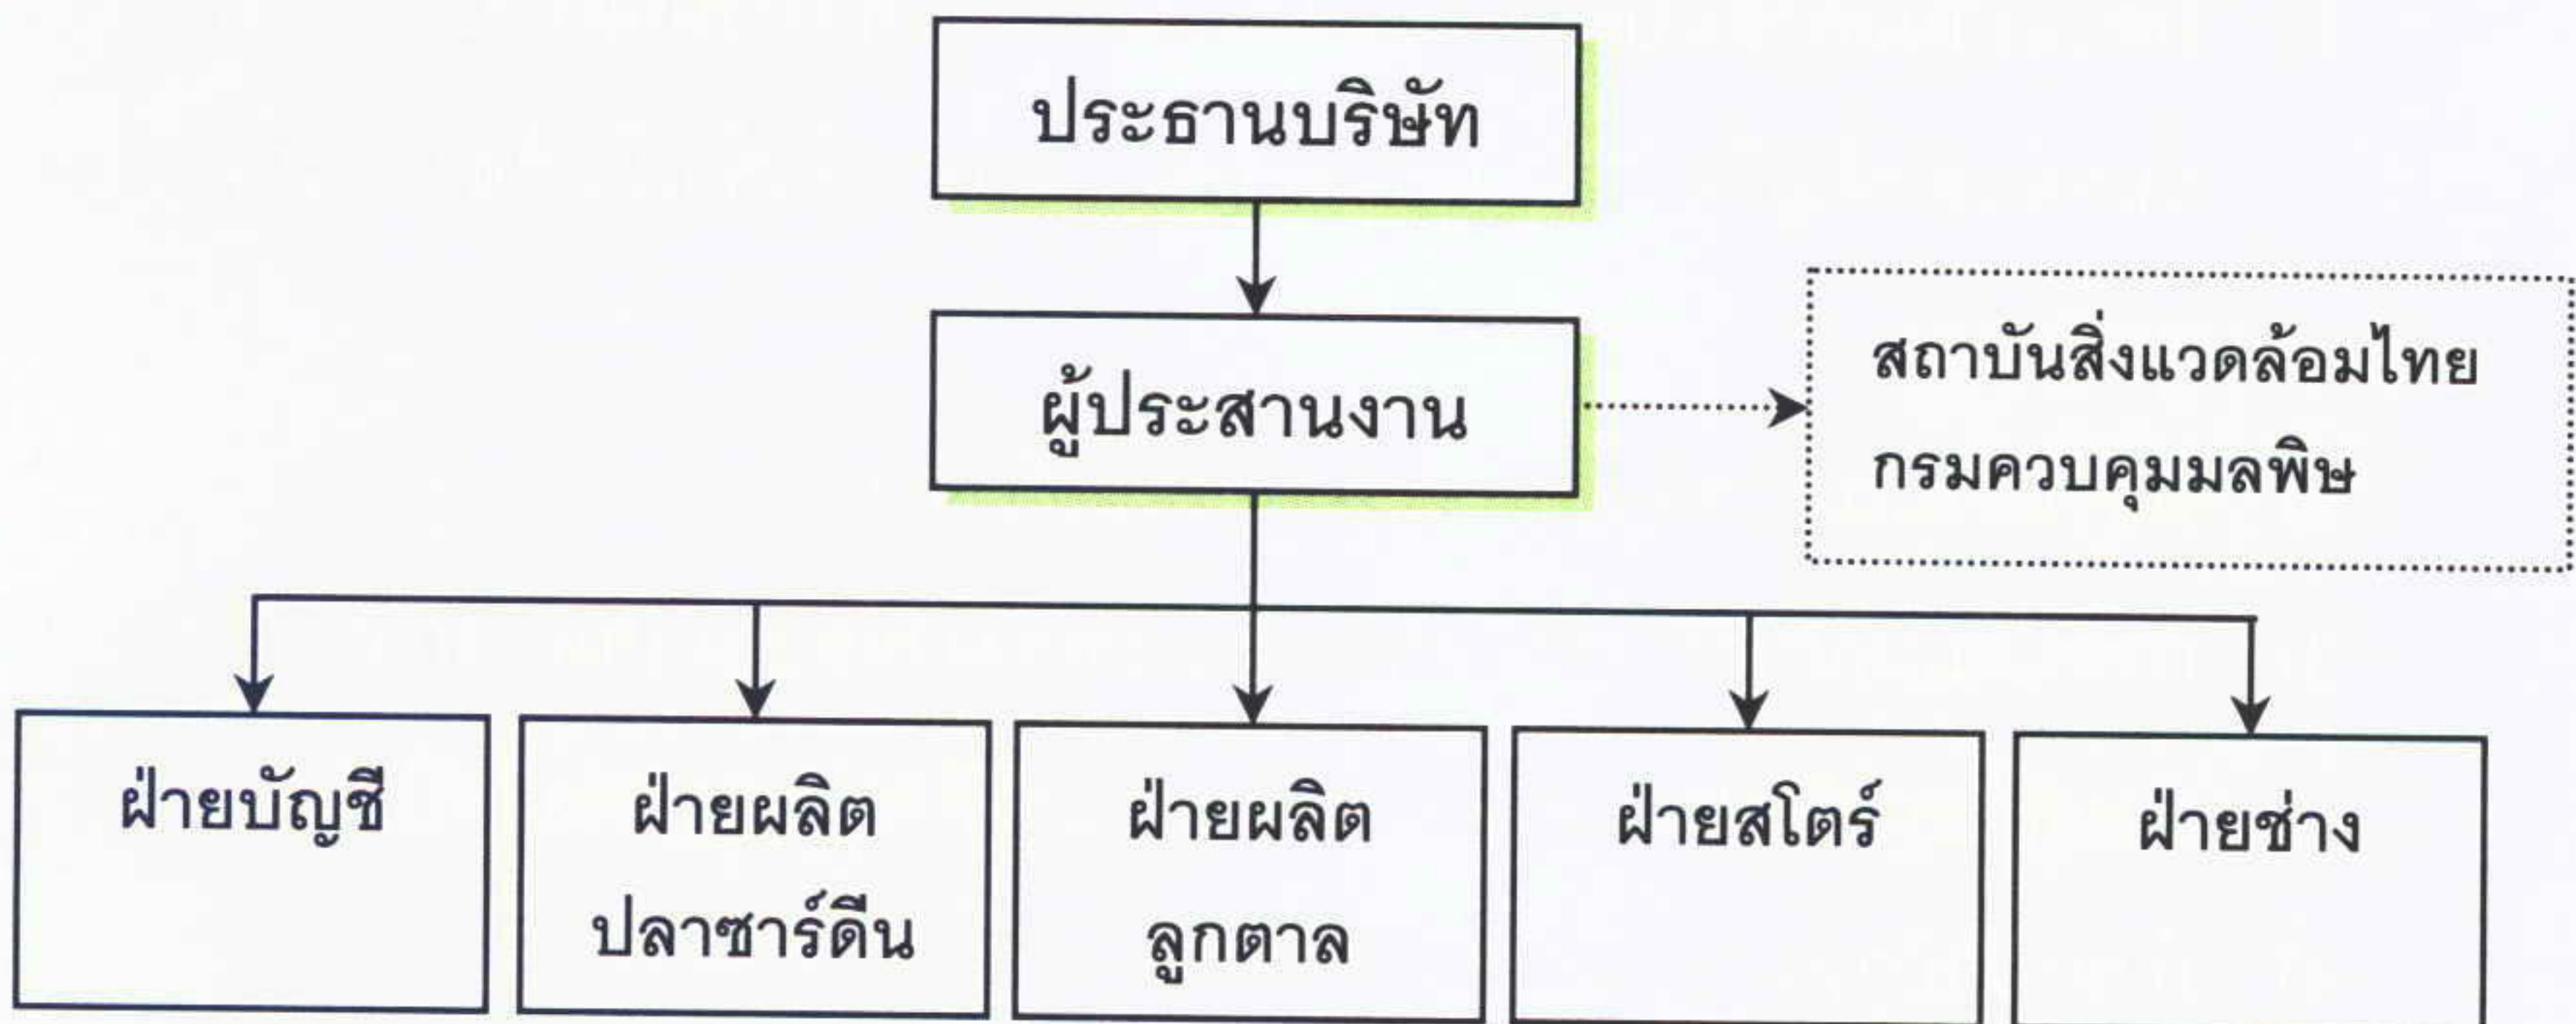 ประธานบริษัท
ผู้ประสานงาน
สถาบันสิ่งแวดล้อมไทย
กรมควบคุมมลพิษ
ฝ่ายบัญชี
ฝ่ายผลิต
ปลาซาร์ดีน
ฝ่ายผลิต
ลูกตาล
ฝ่ายสโตร์
ฝ่ายช่าง